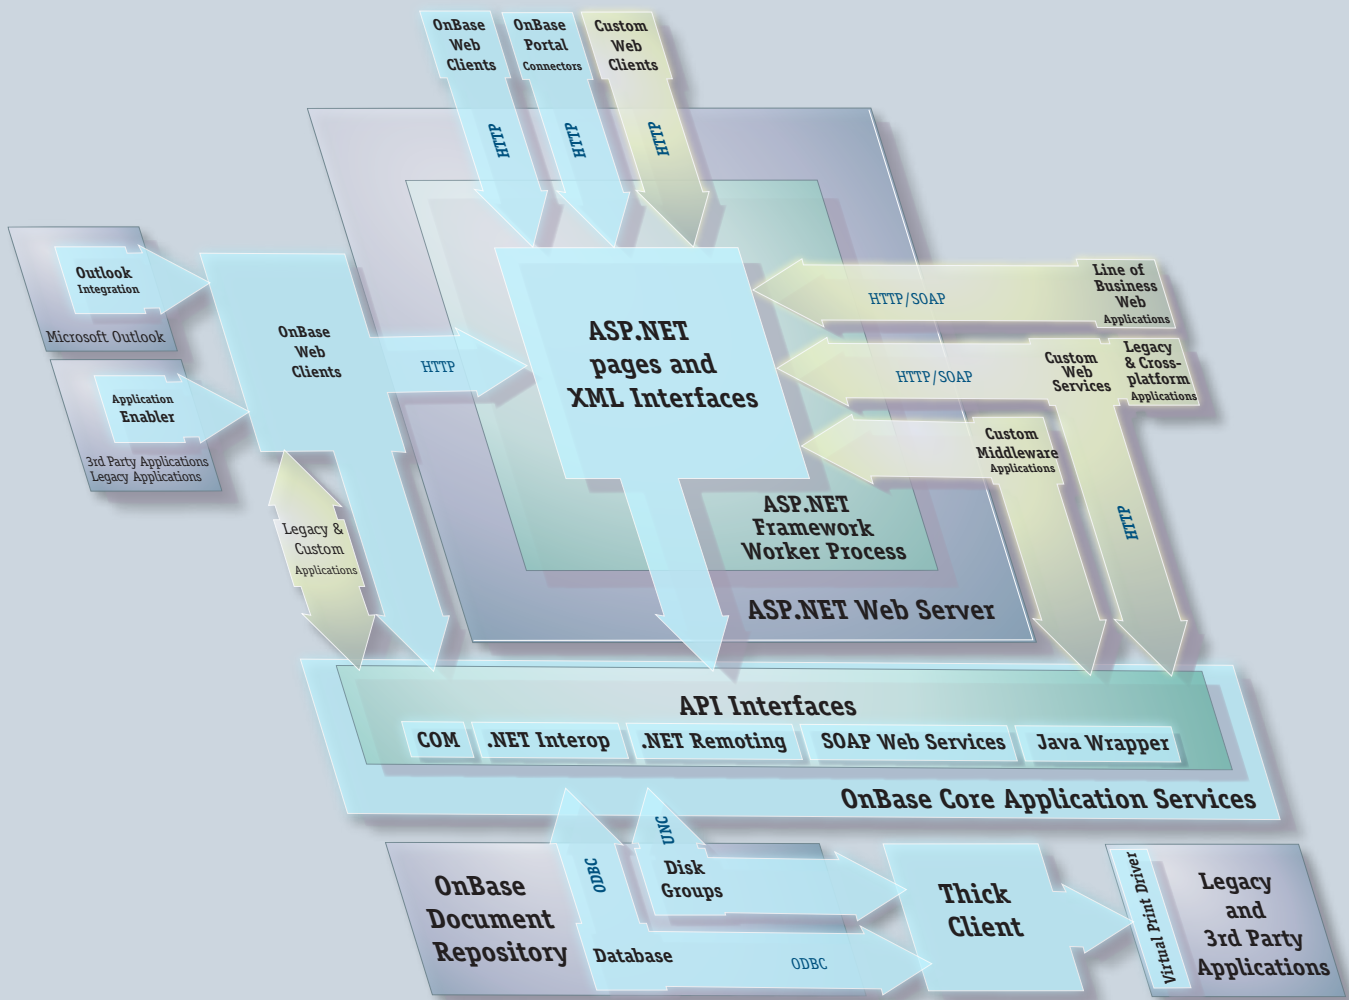 OnBase
Web
Clients
OnBase
Portal
Connectors
Custom
Web
Clients
HTTP
HTTP
HTTP
Outlook
Integration
Microsoft Outlook
Application
Enabler
3rd Party Applications
Legacy Applications
OnBase
Web
Clients
HTTP
Legacy &
Custom
Applications
ASP.NET
pages and
XML Interfaces
HTTP/SOAP
Line of
Business
Web
Applications
HTTP/SOAP
Custom
Web
Services
Legacy
& Cross-
platform
Applications
Custom
Middleware
Applications
HTTP
ASP.NET
Framework
Worker Process
ASP.NET Web Server
API Interfaces
COM
.NET Interop
.NET Remoting
SOAP Web Services
Java Wrapper
OnBase Core Application Services
OnBase
Document
Repository
ODBC
UNC
Disk
Groups
Database
ODBC
Thick
Client
Virtual Print Driver
Legacy
and
3rd Party
Applications